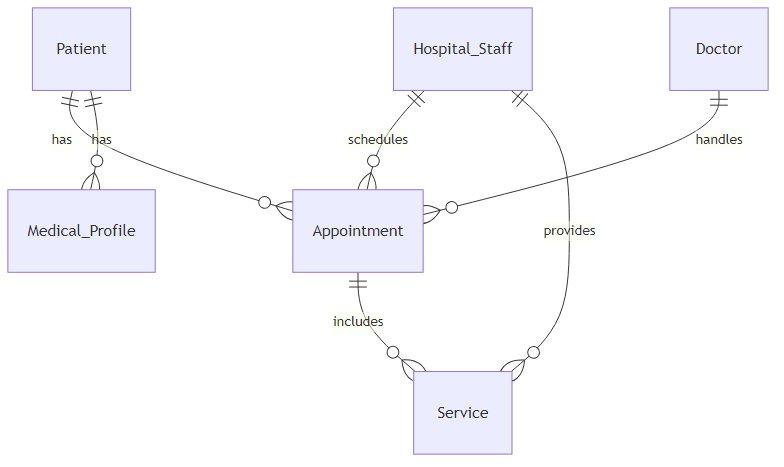 Patient
Hospital_Staff
Doctor
has
has
schedules
handles
Medical_Profile
Appointment
provides
includes
Service